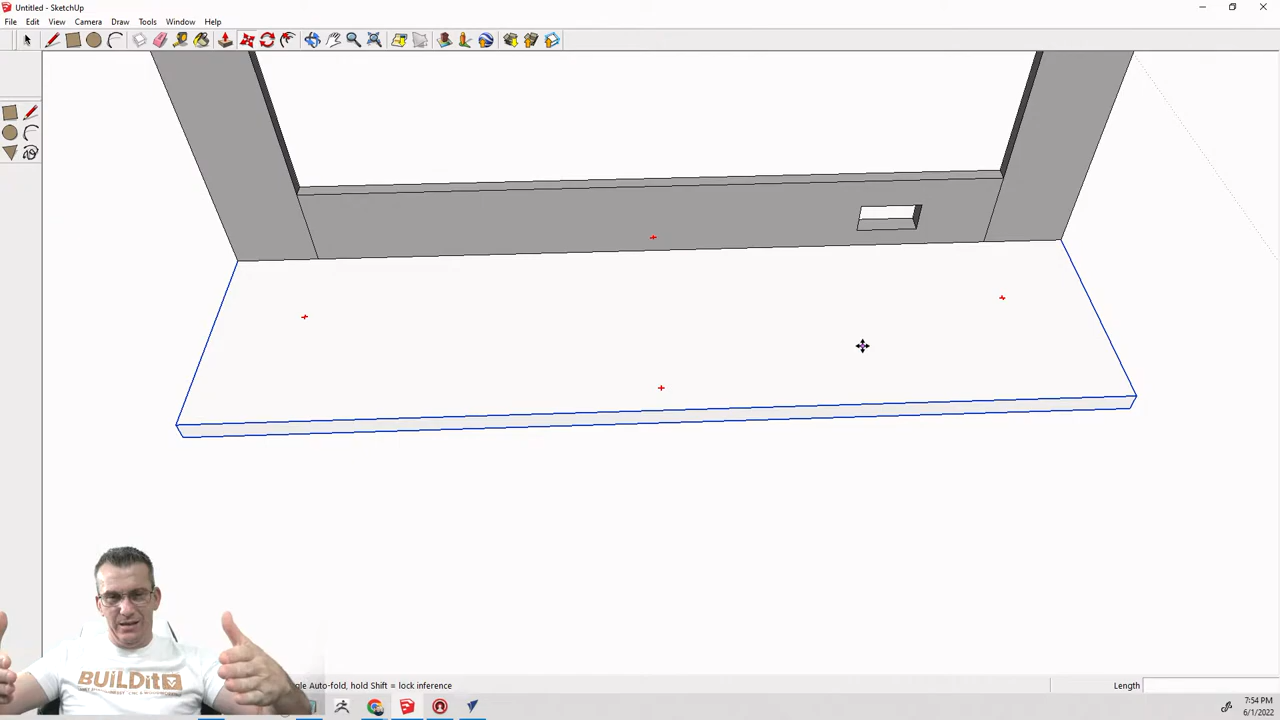 Untitled - SketchUp
File Edit View Camera Draw Tools Window Help
BUiLDit
gle Auto-fold, hold Shift = lock inference
Length
7:54 PM
6/1/2022